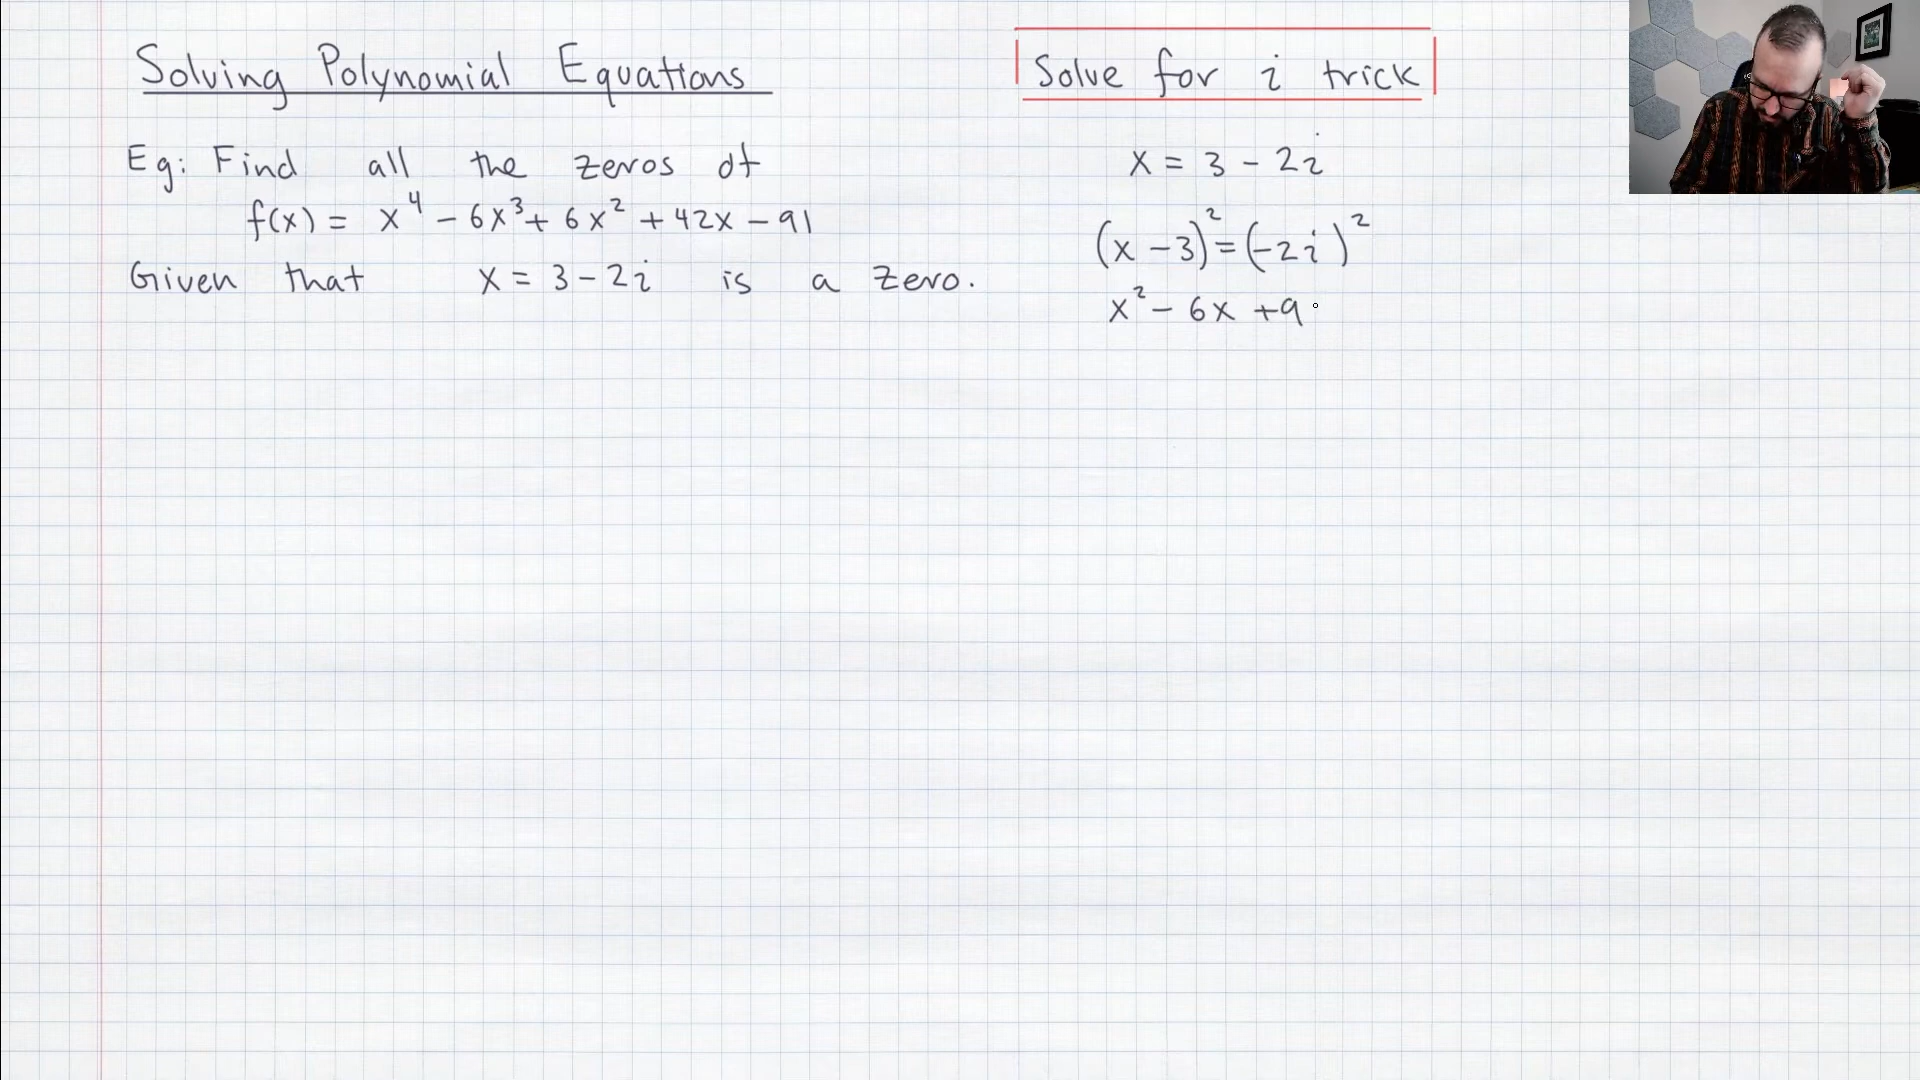 Solving Polynomial Equations
Eg: Find all the zeros of
f(x) = x⁴ - 6x³ + 6x² + 42x - 91
Given that x = 3 - 2i is a zero.
Solve for i trick
x = 3 - 2i
(x - 3)² = (-2i)²
x² - 6x + 9